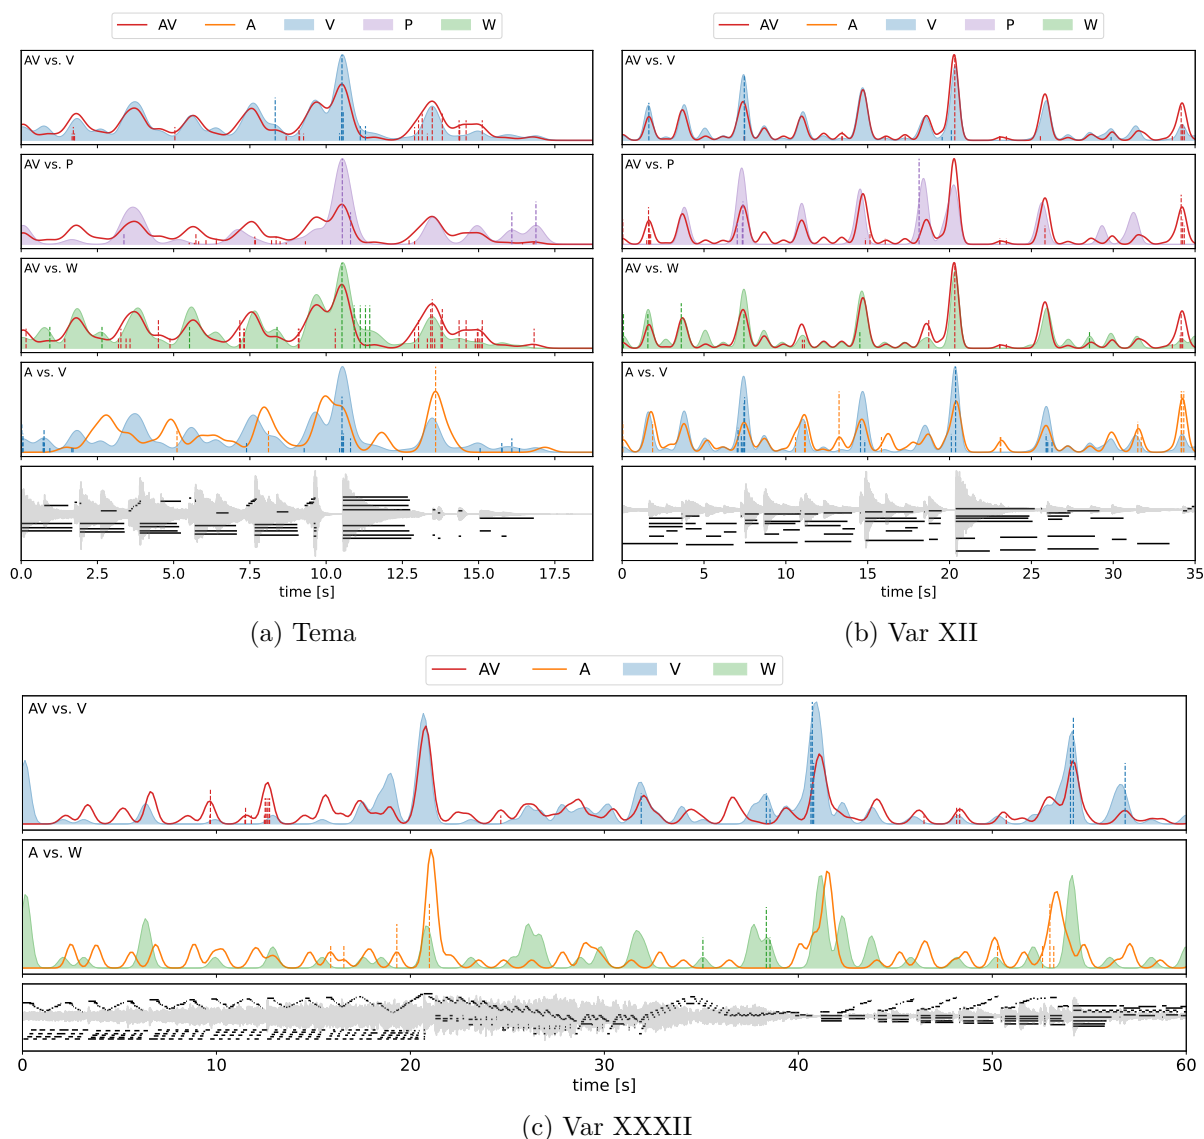 AV A V P W
AV vs. V
AV vs. P
AV vs. W
A vs. V
0.0 2.5 5.0 7.5 10.0 12.5 15.0 17.5
time [s]
(a) Tema
AV A V P W
AV vs. V
AV vs. P
AV vs. W
A vs. V
0 5 10 15 20 25 30 35
time [s]
(b) Var XII
AV A V W
AV vs. V
A vs. W
0 10 20 30 40 50 60
time [s]
(c) Var XXXII